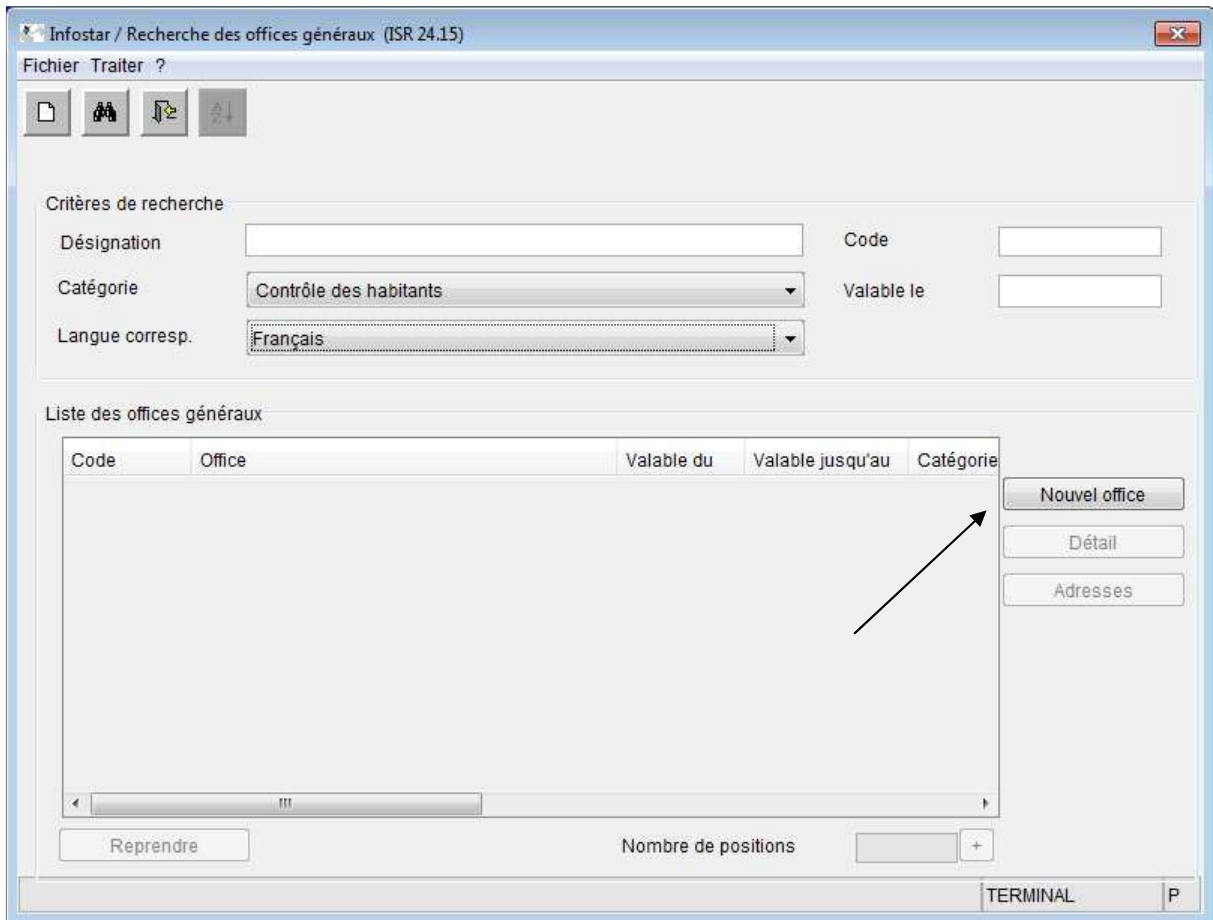 Infostar / Recherche des offices généraux (ISR 24.15)
Fichier Traiter ?
Critères de recherche
Désignation
Code
Catégorie
Contrôle des habitants
Valable le
Langue corresp.
Français
Liste des offices généraux
Code Office Valable du Valable jusqu'au Catégorie
Nouvel office
Détail
Adresses
Reprendre
Nombre de positions
+
TERMINAL P